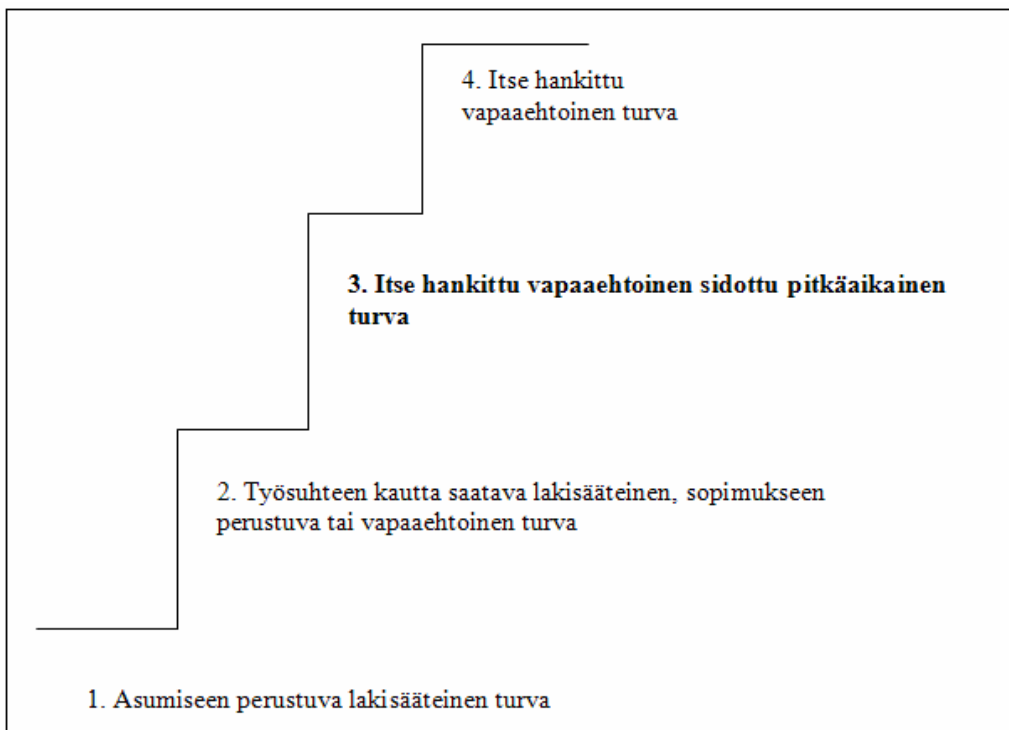 4. Itse hankittu
vapaaehtoinen turva
3. Itse hankittu vapaaehtoinen sidottu pitkäaikainen
turva
2. Työsuhteen kautta saatava lakisääteinen, sopimukseen
perustuva tai vapaaehtoinen turva
1. Asumiseen perustuva lakisääteinen turva